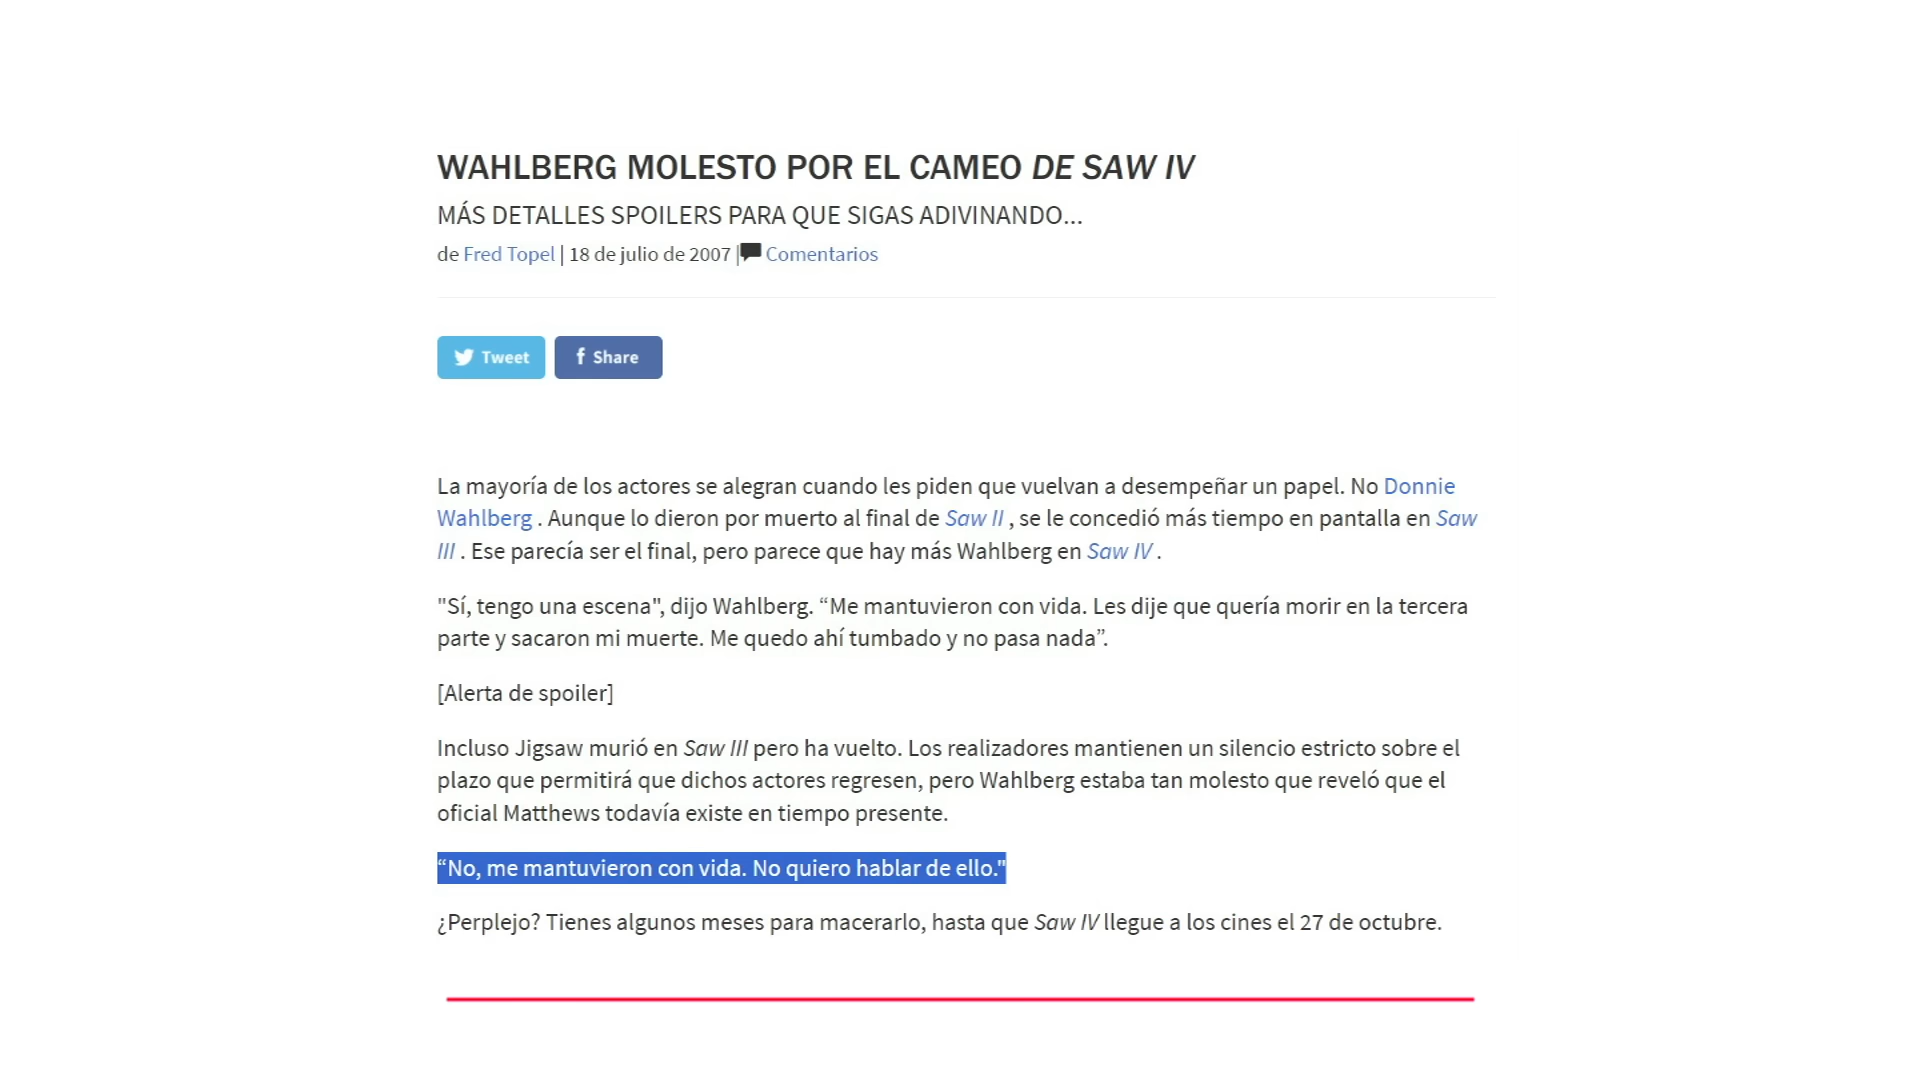 WAHLBERG MOLESTO POR EL CAMEO DE SAW IV
MÁS DETALLES SPOILERS PARA QUE SIGAS ADIVINANDO...
de Fred Topel | 18 de julio de 2007 | Comentarios
Tweet
Share
La mayoría de los actores se alegran cuando les piden que vuelvan a desempeñar un papel. No Donnie
Wahlberg . Aunque lo dieron por muerto al final de Saw II , se le concedió más tiempo en pantalla en Saw
III . Ese parecía ser el final, pero parece que hay más Wahlberg en Saw IV .
"Sí, tengo una escena", dijo Wahlberg. “Me mantuvieron con vida. Les dije que quería morir en la tercera
parte y sacaron mi muerte. Me quedo ahí tumbado y no pasa nada”.
[Alerta de spoiler]
Incluso Jigsaw murió en Saw III pero ha vuelto. Los realizadores mantienen un silencio estricto sobre el
plazo que permitirá que dichos actores regresen, pero Wahlberg estaba tan molesto que reveló que el
oficial Matthews todavía existe en tiempo presente.
“No, me mantuvieron con vida. No quiero hablar de ello."
¿Perplejo? Tienes algunos meses para macerarlo, hasta que Saw IV llegue a los cines el 27 de octubre.